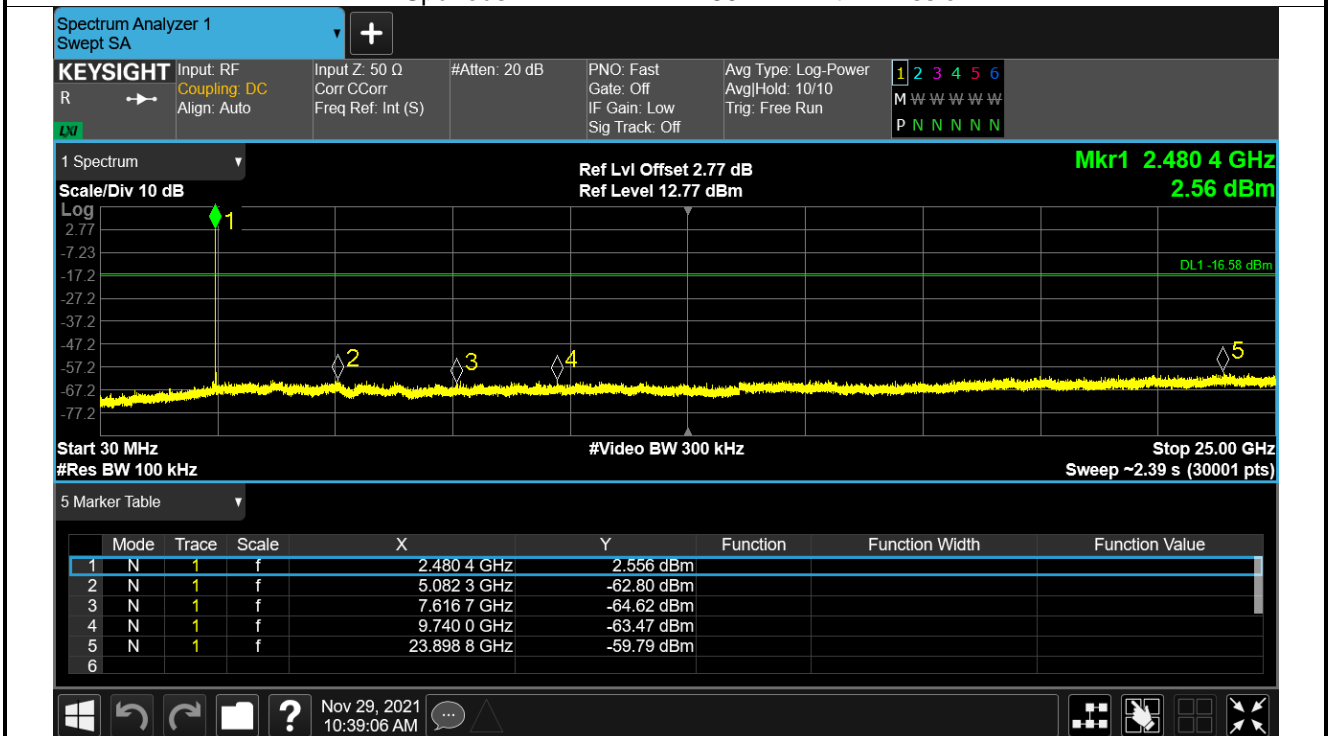 Spectrum Analyzer 1
Swept SA
+
KEYSIGHT Input: RF Input Z: 50 Ω #Atten: 20 dB PNO: Fast Avg Type: Log-Power 1 2 3 4 5 6
R Coupling: DC Corr CCorr Gate: Off Avg|Hold: 10/10 M W W W W W
Align: Auto Freq Ref: Int (S) IF Gain: Low Trig: Free Run
LXI Sig Track: Off P N N N N N
1 Spectrum Ref Lvl Offset 2.77 dB Mkr1 2.480 4 GHz
Scale/Div 10 dB Ref Level 12.77 dBm 2.56 dBm
Log
1
2.77
-7.23
DL1 -16.58 dBm
-17.2
-27.2
-37.2
-47.2
2 3 4 5
-57.2
-67.2
-77.2
Start 30 MHz #Video BW 300 kHz Stop 25.00 GHz
#Res BW 100 kHz Sweep ~2.39 s (30001 pts)
5 Marker Table
Mode Trace Scale X Y Function Function Width Function Value
1 N 1 f 2.480 4 GHz 2.556 dBm
2 N 1 f 5.082 3 GHz -62.80 dBm
3 N 1 f 7.616 7 GHz -64.62 dBm
4 N 1 f 9.740 0 GHz -63.47 dBm
5 N 1 f 23.898 8 GHz -59.79 dBm
6
? Nov 29, 2021
10:39:06 AM